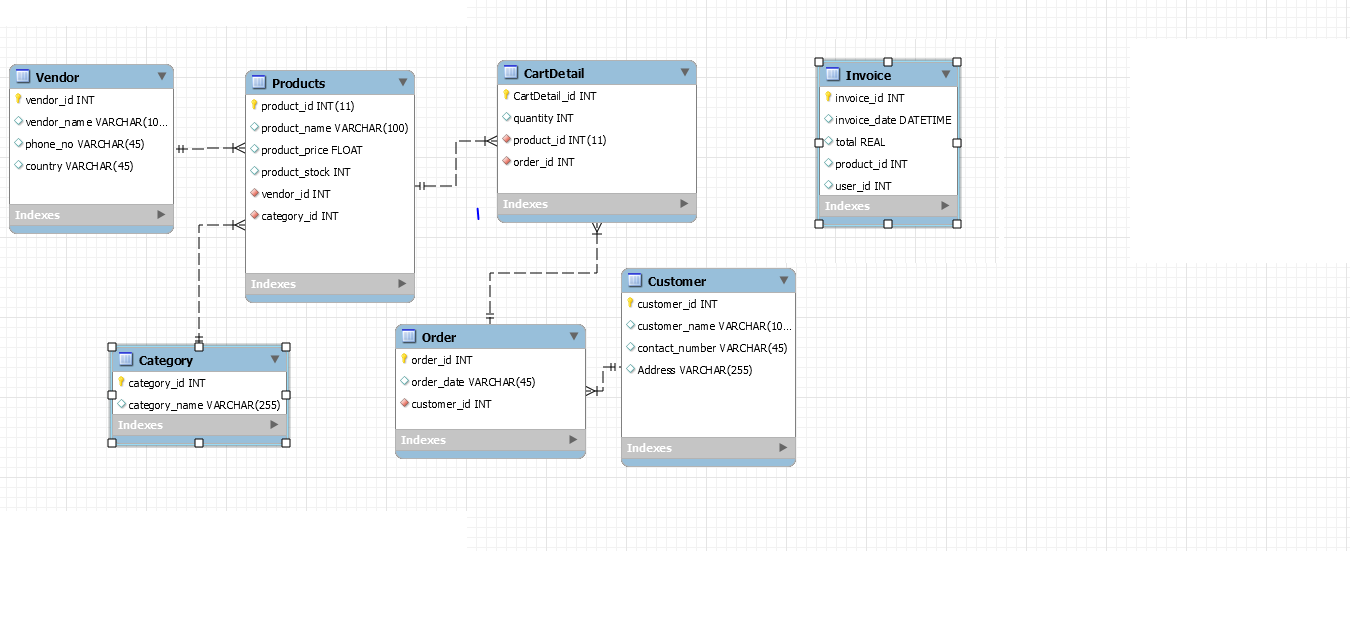 Vendor
vendor_id INT
vendor_name VARCHAR(10...
phone_no VARCHAR(45)
country VARCHAR(45)
Indexes
Products
product_id INT(11)
product_name VARCHAR(100)
product_price FLOAT
product_stock INT
vendor_id INT
category_id INT
Indexes
CartDetail
CartDetail_id INT
quantity INT
product_id INT(11)
order_id INT
Indexes
Invoice
invoice_id INT
invoice_date DATETIME
total REAL
product_id INT
user_id INT
Indexes
Category
category_id INT
category_name VARCHAR(255)
Indexes
Order
order_id INT
order_date VARCHAR(45)
customer_id INT
Indexes
Customer
customer_id INT
customer_name VARCHAR(10...
contact_number VARCHAR(45)
Address VARCHAR(255)
Indexes